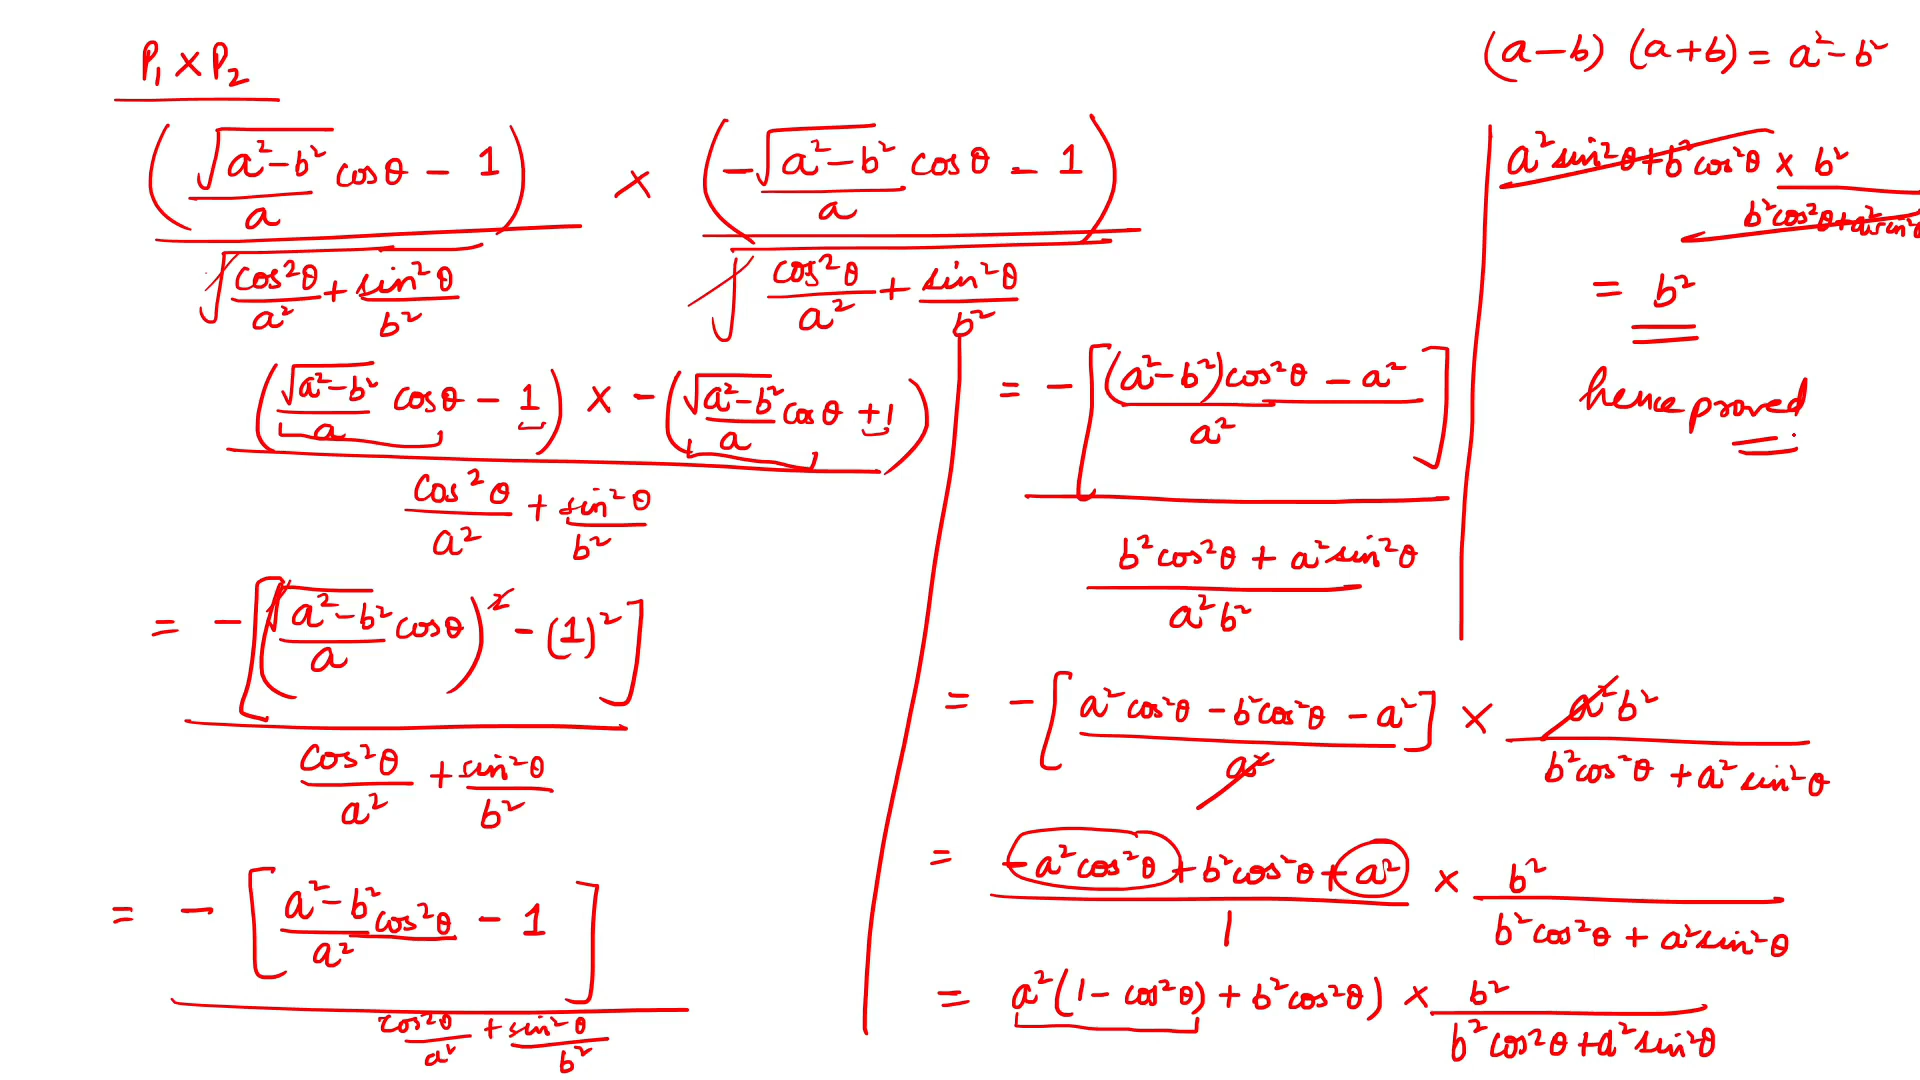 P₁ × P₂
(√(a²-b²)/a cosθ - 1) / √(cos²θ/a² + sin²θ/b²) × (-√(a²-b²)/a cosθ - 1) / √(cos²θ/a² + sin²θ/b²)
(√(a²-b²)/a cosθ - 1) × -(√(a²-b²)/a cosθ + 1) / (cos²θ/a² + sin²θ/b²)
= -[(√(a²-b²)/a cosθ)² - (1)²] / (cos²θ/a² + sin²θ/b²)
= -[a²-b²/a² cos²θ - 1] / (cos²θ/a² + sin²θ/b²)
= -[(a²-b²)cos²θ - a² / a²] / (b²cos²θ + a²sin²θ / a²b²)
= -[a²cos²θ - b²cos²θ - a² / a²] × a²b² / b²cos²θ + a²sin²θ
= -a²cos²θ + b²cos²θ + a² / 1 × b² / b²cos²θ + a²sin²θ
= a²(1 - cos²θ) + b²cos²θ) × b² / b²cos²θ + a²sin²θ
(a-b) (a+b) = a²-b²
a²sin²θ + b²cos²θ × b² / b²cos²θ + a²sin²θ
= b²
hence proved